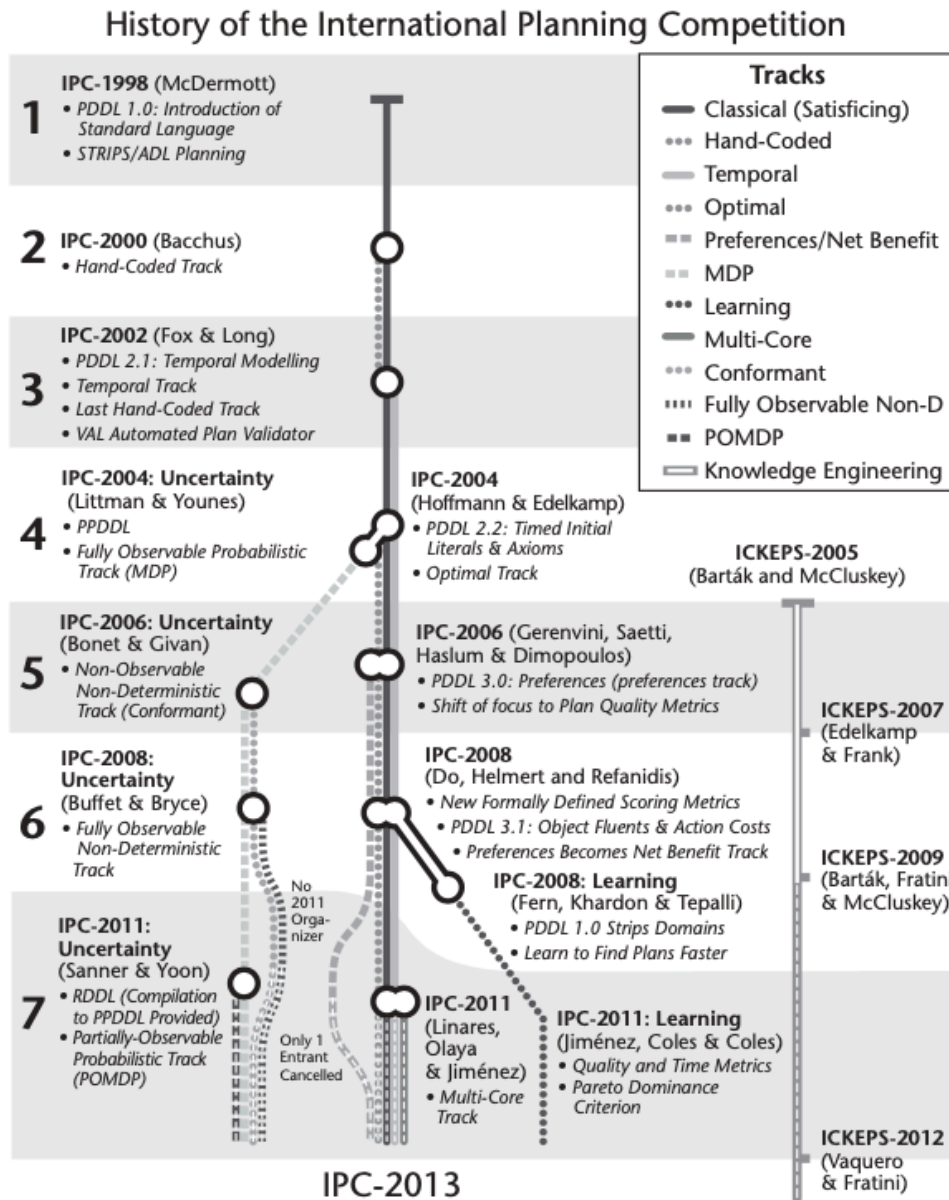 History of the International Planning Competition
1
IPC-1998 (McDermott)
• PDDL 1.0: Introduction of
Standard Language
• STRIPS/ADL Planning
Tracks
Classical (Satisficing)
Hand-Coded
Temporal
Optimal
Preferences/Net Benefit
MDP
Learning
Multi-Core
Conformant
Fully Observable Non-D
POMDP
Knowledge Engineering
2
IPC-2000 (Bacchus)
• Hand-Coded Track
3
IPC-2002 (Fox & Long)
• PDDL 2.1: Temporal Modelling
• Temporal Track
• Last Hand-Coded Track
• VAL Automated Plan Validator
4
IPC-2004: Uncertainty
(Littman & Younes)
• PPDDL
• Fully Observable Probabilistic
Track (MDP)
IPC-2004
(Hoffmann & Edelkamp)
• PDDL 2.2: Timed Initial
Literals & Axioms
• Optimal Track
ICKEPS-2005
(Barták and McCluskey)
5
IPC-2006: Uncertainty
(Bonet & Givan)
• Non-Observable
Non-Deterministic
Track (Conformant)
IPC-2006 (Gerenvini, Saetti,
Haslum & Dimopoulos)
• PDDL 3.0: Preferences (preferences track)
• Shift of focus to Plan Quality Metrics
ICKEPS-2007
(Edelkamp
& Frank)
6
IPC-2008:
Uncertainty
(Buffet & Bryce)
• Fully Observable
Non-Deterministic
Track
IPC-2008
(Do, Helmert and Refanidis)
• New Formally Defined Scoring Metrics
• PDDL 3.1: Object Fluents & Action Costs
• Preferences Becomes Net Benefit Track
ICKEPS-2009
(Barták, Fratini
& McCluskey)
IPC-2008: Learning
(Fern, Khardon & Tepalli)
• PDDL 1.0 Strips Domains
• Learn to Find Plans Faster
No
2011
Orga-
nizer
7
IPC-2011:
Uncertainty
(Sanner & Yoon)
• RDDL (Compilation
to PPDDL Provided)
• Partially-Observable
Probabilistic Track
(POMDP)
Only 1
Entrant
Cancelled
IPC-2011
(Linares,
Olaya
& Jiménez)
• Multi-Core
Track
IPC-2011: Learning
(Jiménez, Coles & Coles)
• Quality and Time Metrics
• Pareto Dominance
Criterion
ICKEPS-2012
(Vaquero
& Fratini)
IPC-2013